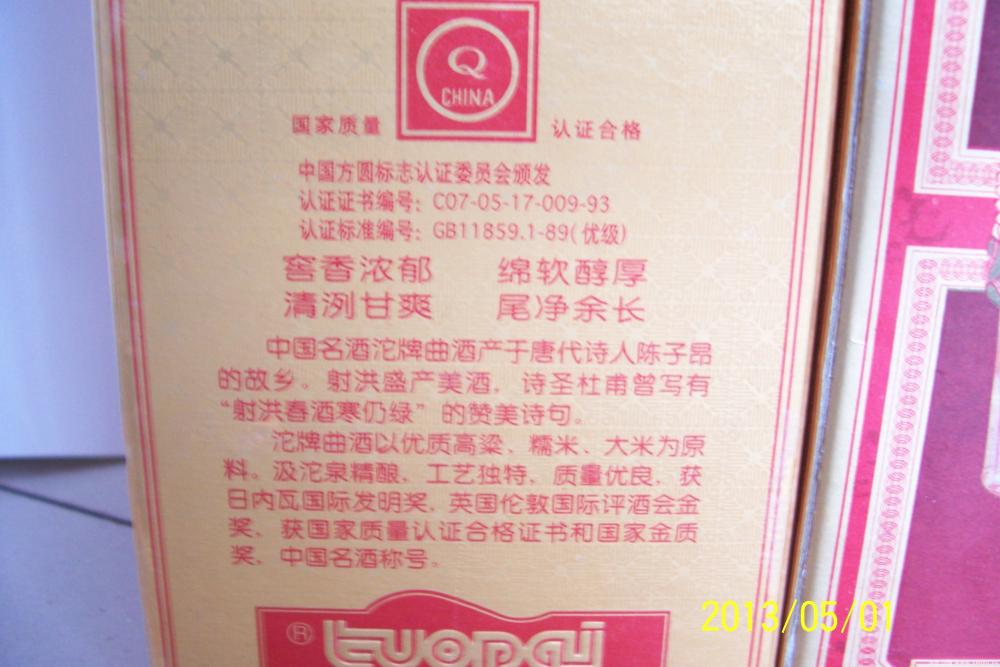 Q
CHINA
国家质量 认证合格
中国方圆标志认证委员会颁发
认证证书编号：C07-05-17-009-93
认证标准编号：GB11859.1-89(优级)
窖香浓郁 绵软醇厚
清洌甘爽 尾净余长
中国名酒沱牌曲酒产于唐代诗人陈子昂
的故乡。射洪盛产美酒，诗圣杜甫曾写有
“射洪春酒寒仍绿”的赞美诗句。
沱牌曲酒以优质高粱、糯米、大米为原
料。汲沱泉精酿、工艺独特、质量优良，获
日内瓦国际发明奖，英国伦敦国际评酒会金
奖，获国家质量认证合格证书和国家金质
奖，中国名酒称号。
® tuopai
2013/05/01